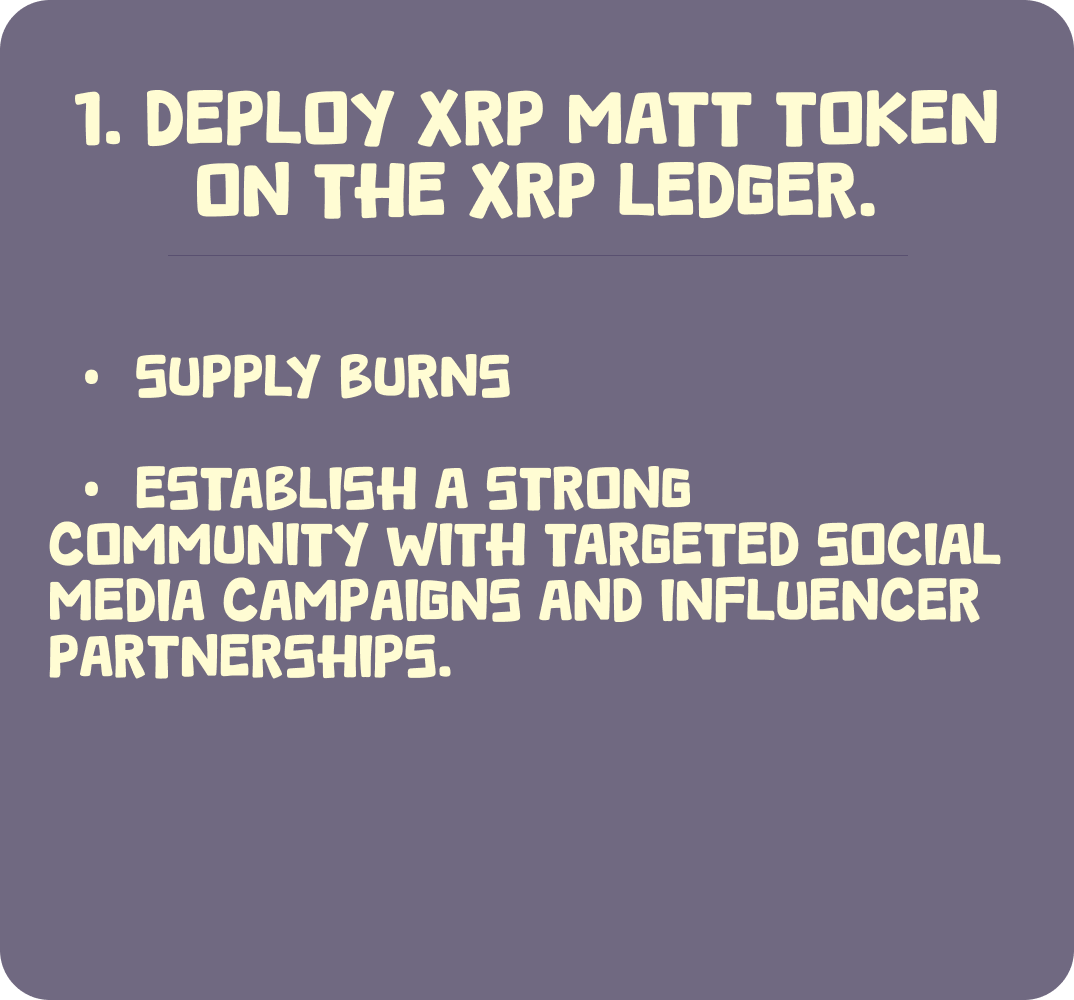 1. DEPLOY XRP MATT TOKEN
ON THE XRP LEDGER.
• SUPPLY BURNS
• ESTABLISH A STRONG
COMMUNITY WITH TARGETED SOCIAL
MEDIA CAMPAIGNS AND INFLUENCER
PARTNERSHIPS.